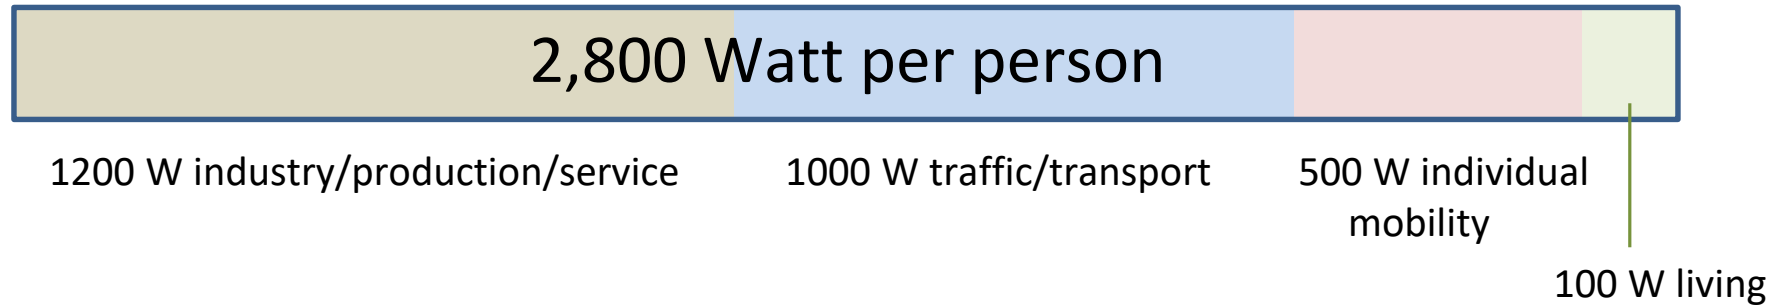 2,800 Watt per person
1200 W industry/production/service
1000 W traffic/transport
500 W individual
mobility
100 W living